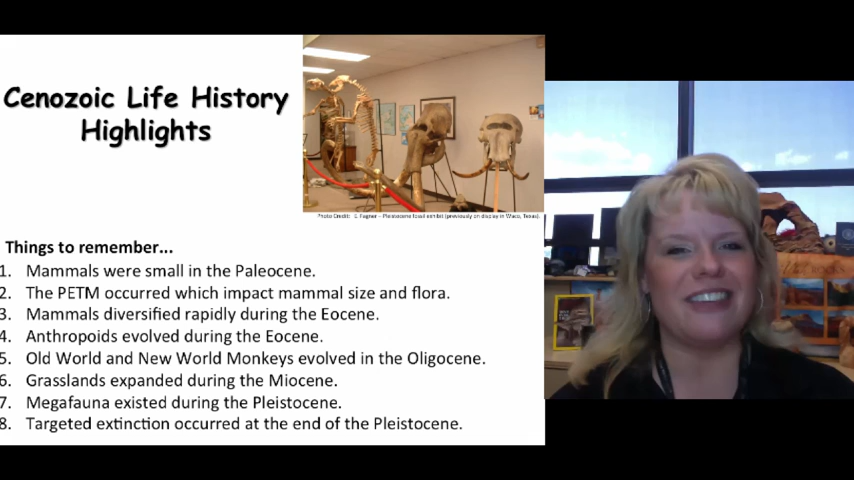 Cenozoic Life History
Highlights
Photo Credit: S. Fagner – Pleistocene fossil exhibit (previously on display in Waco, Texas).
Things to remember...
1. Mammals were small in the Paleocene.
2. The PETM occurred which impact mammal size and flora.
3. Mammals diversified rapidly during the Eocene.
4. Anthropoids evolved during the Eocene.
5. Old World and New World Monkeys evolved in the Oligocene.
6. Grasslands expanded during the Miocene.
7. Megafauna existed during the Pleistocene.
8. Targeted extinction occurred at the end of the Pleistocene.